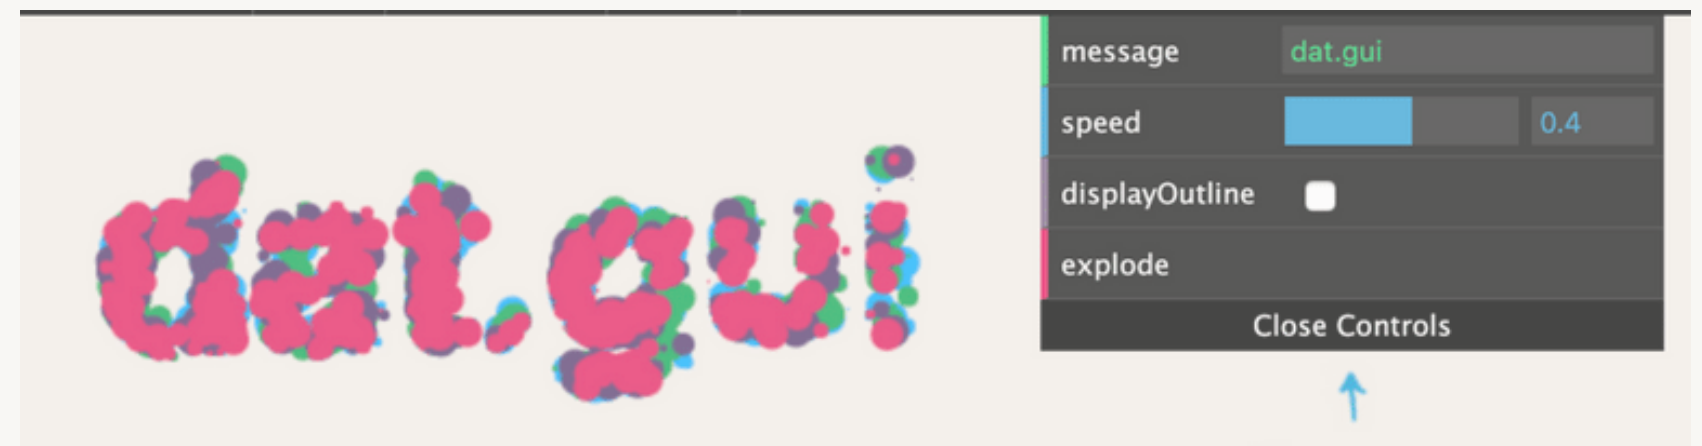 dat.gui
message dat.gui
speed 0.4
displayOutline
explode
Close Controls